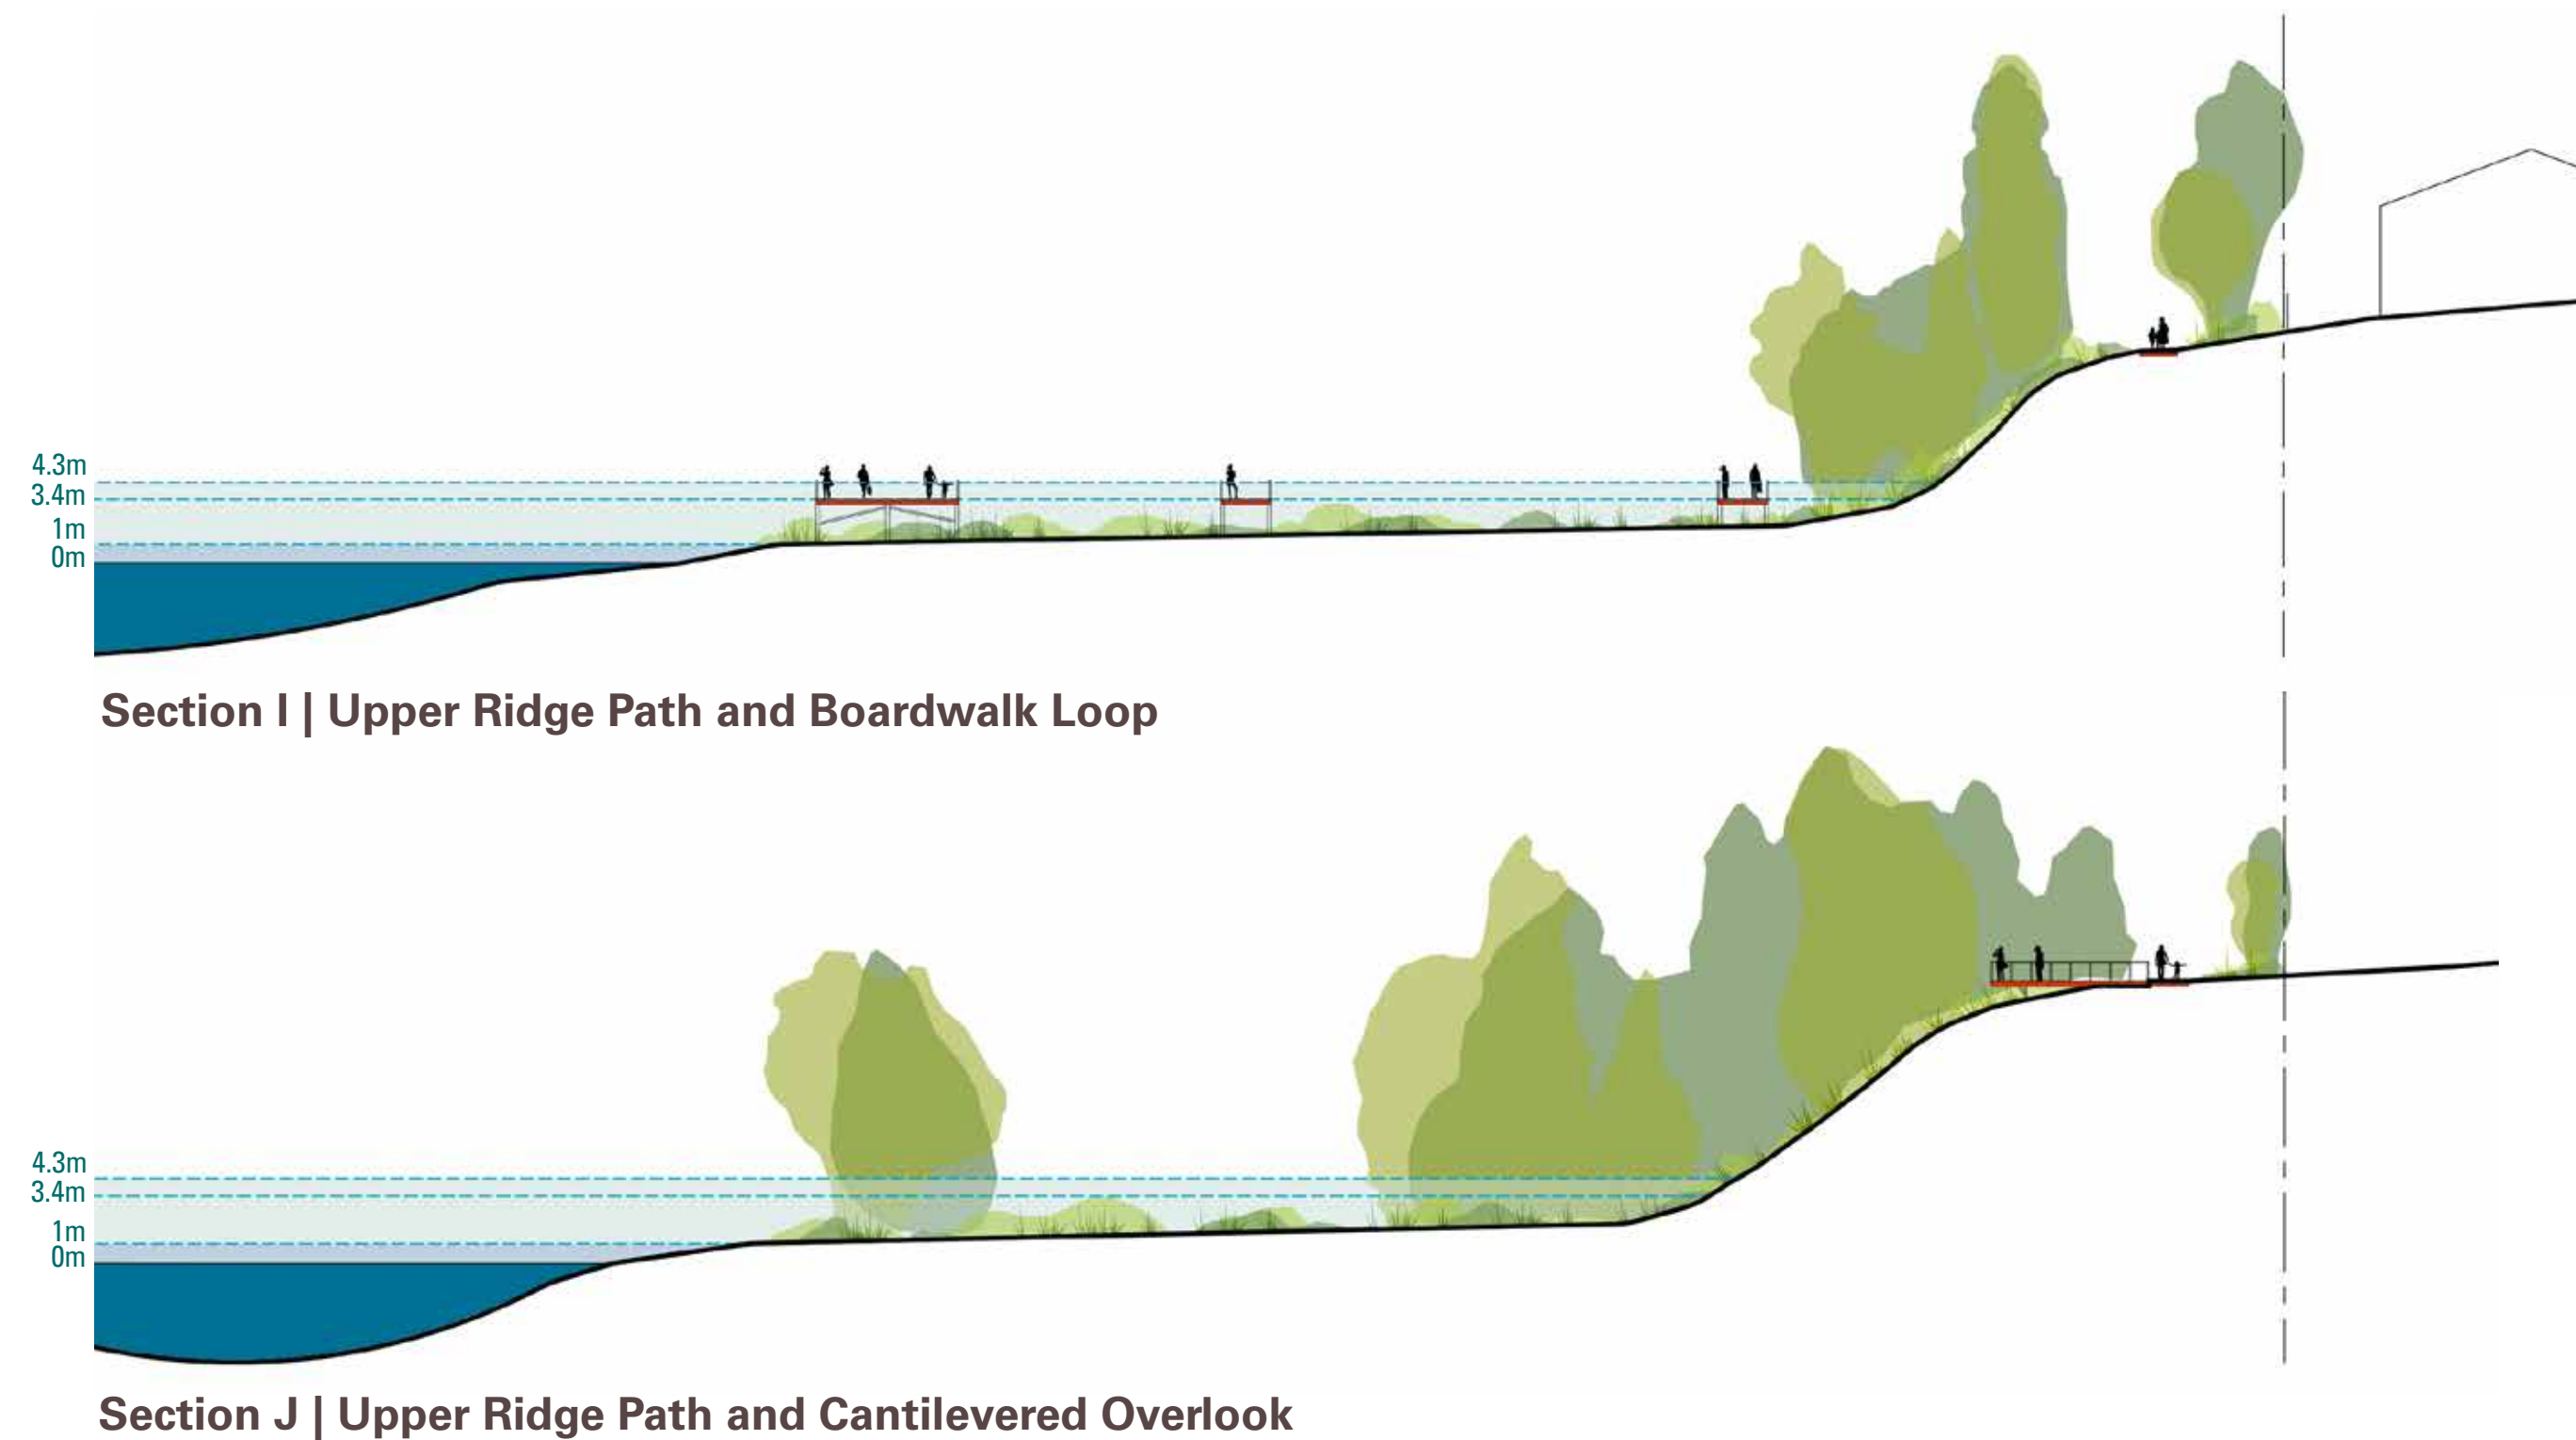 4.3m
3.4m
1m
0m
Section I | Upper Ridge Path and Boardwalk Loop
4.3m
3.4m
1m
0m
Section J | Upper Ridge Path and Cantilevered Overlook